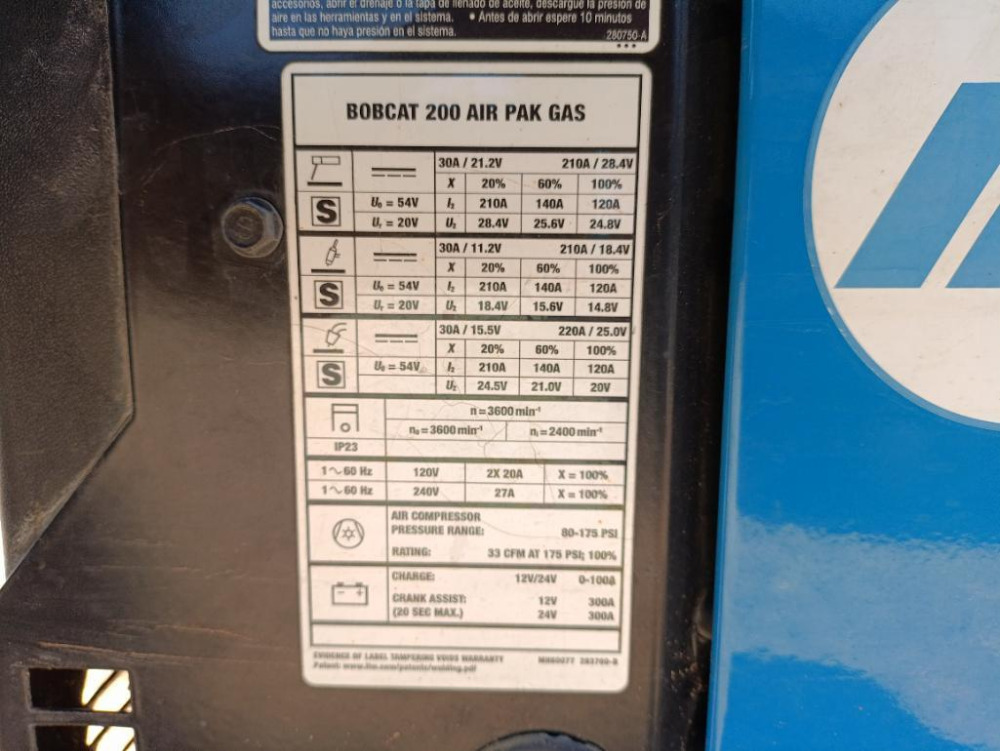 accesorios, abrir el drenaje o la tapa de llenado de aceite, descargue la presión de
aire en las herramientas y en el sistema. • Antes de abrir espere 10 minutos
hasta que no haya presión en el sistema.
280750-A
BOBCAT 200 AIR PAK GAS
30A / 21.2V 210A / 28.4V
X 20% 60% 100%
S U₀ = 54V I₂ 210A 140A 120A
Uᵣ = 20V U₂ 28.4V 25.6V 24.8V
30A / 11.2V 210A / 18.4V
X 20% 60% 100%
S U₀ = 54V I₂ 210A 140A 120A
Uᵣ = 20V U₂ 18.4V 15.6V 14.8V
30A / 15.5V 220A / 25.0V
X 20% 60% 100%
S U₀ = 54V I₂ 210A 140A 120A
U₂ 24.5V 21.0V 20V
n = 3600 min⁻¹
n₀ = 3600 min⁻¹ n₁ = 2400 min⁻¹
IP23
1～60 Hz 120V 2X 20A X = 100%
1～60 Hz 240V 27A X = 100%
AIR COMPRESSOR
PRESSURE RANGE: 80-175 PSI
RATING: 33 CFM AT 175 PSI; 100%
CHARGE: 12V/24V 0-100A
CRANK ASSIST: 12V 300A
(20 SEC MAX.) 24V 300A
EVIDENCE OF LABEL TAMPERING VOIDS WARRANTY
Patent: www.itw.com/patents/welding.pdf